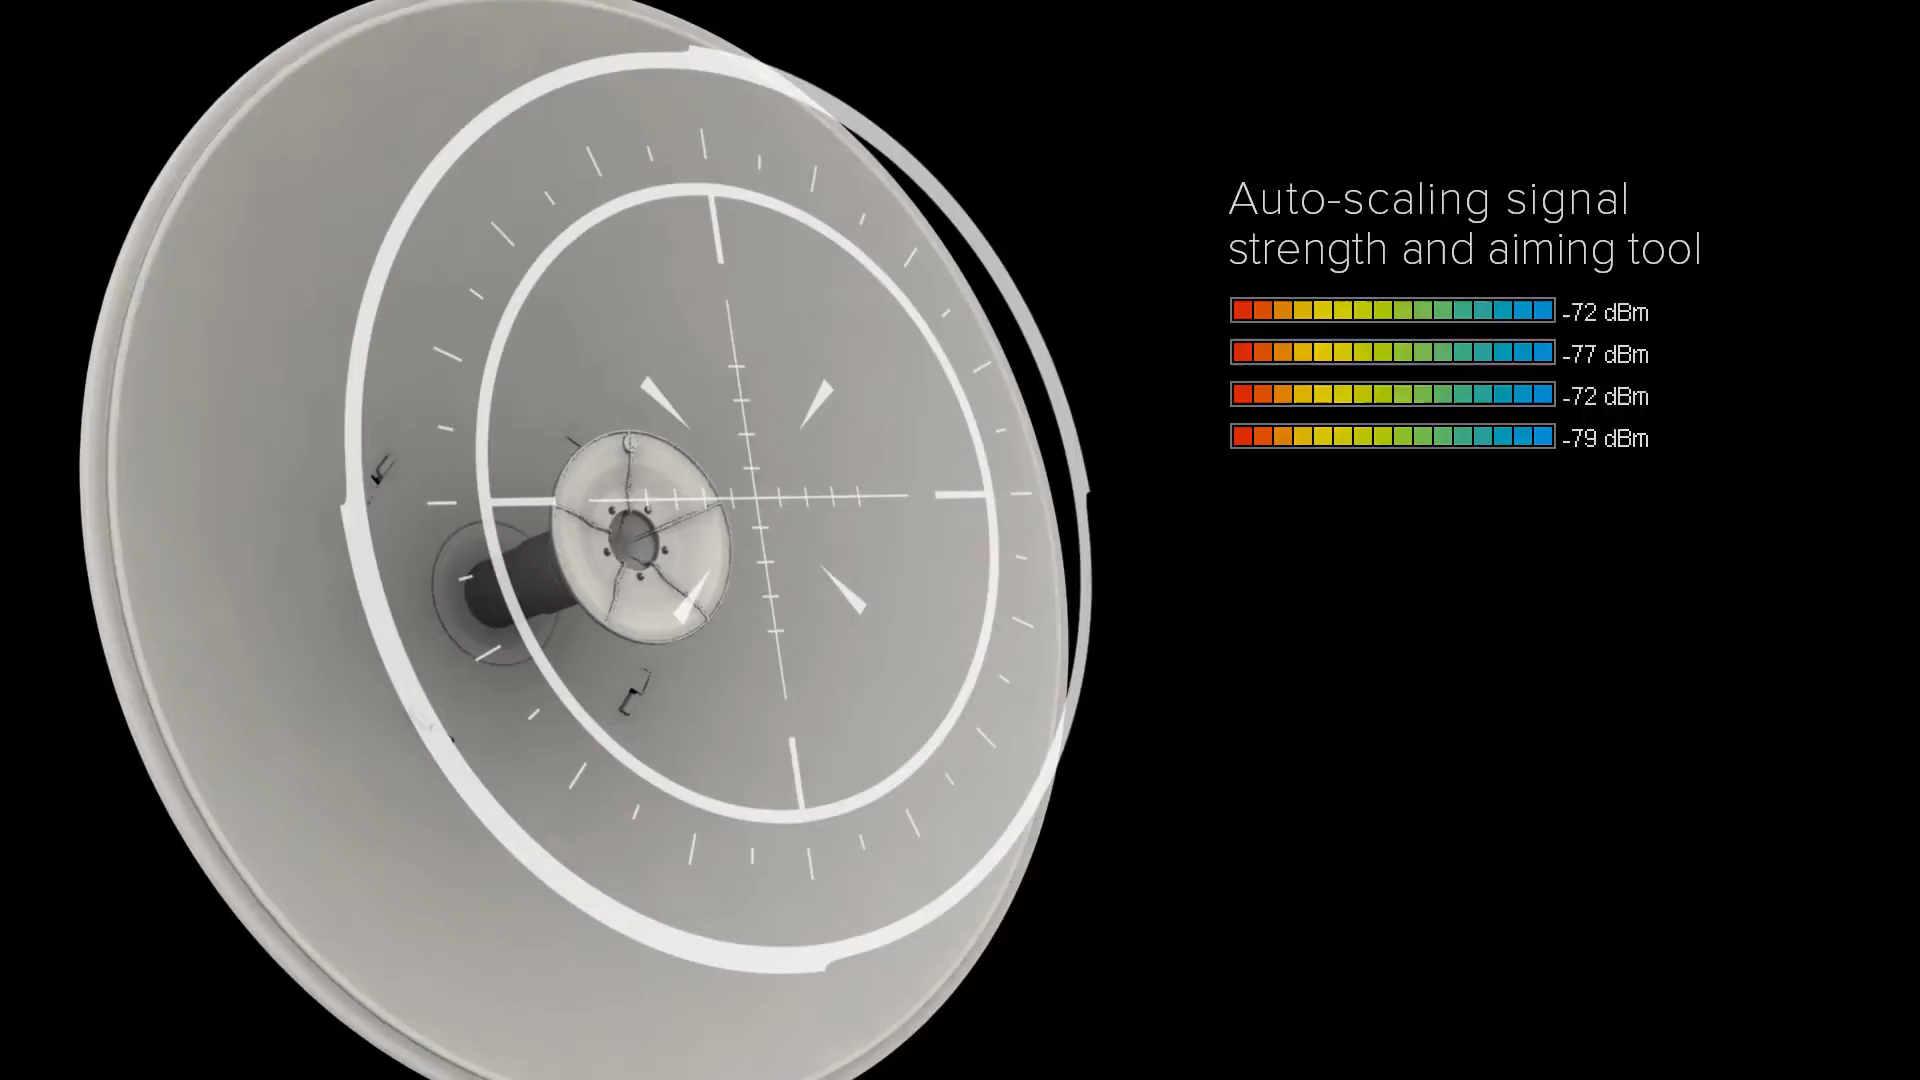 Auto-scaling signal
strength and aiming tool
-72 dBm
-77 dBm
-72 dBm
-79 dBm